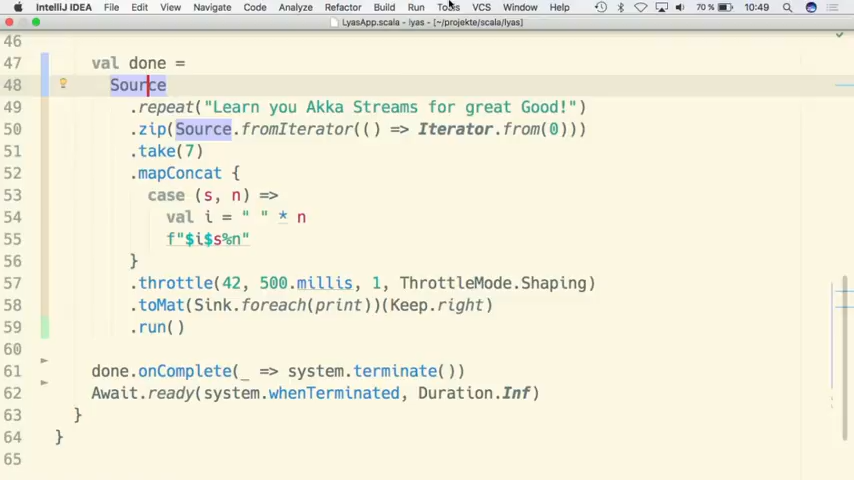 IntelliJ IDEA File Edit View Navigate Code Analyze Refactor Build Run Tools VCS Window Help 70 % 10:49
LyasApp.scala - lyas - [~/projekte/scala/lyas]
46
47 val done =
48 Source
49 .repeat("Learn you Akka Streams for great Good!")
50 .zip(Source.fromIterator(() => Iterator.from(0)))
51 .take(7)
52 .mapConcat {
53 case (s, n) =>
54 val i = " " * n
55 f"$i$s%n"
56 }
57 .throttle(42, 500.millis, 1, ThrottleMode.Shaping)
58 .toMat(Sink.foreach(print))(Keep.right)
59 .run()
60
61 done.onComplete(_ => system.terminate())
62 Await.ready(system.whenTerminated, Duration.Inf)
63 }
64 }
65